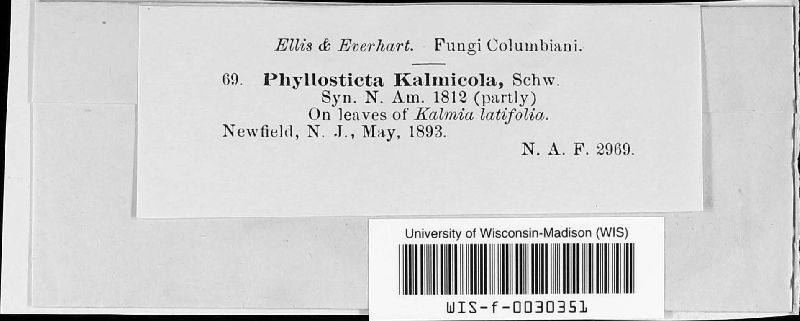 Ellis & Everhart. Fungi Columbiani.
69. Phyllosticta Kalmicola, Schw.
Syn. N. Am. 1812 (partly)
On leaves of Kalmia latifolia.
Newfield, N. J., May, 1893.
N. A. F. 2969.
University of Wisconsin-Madison (WIS)
WIS-f-0030351